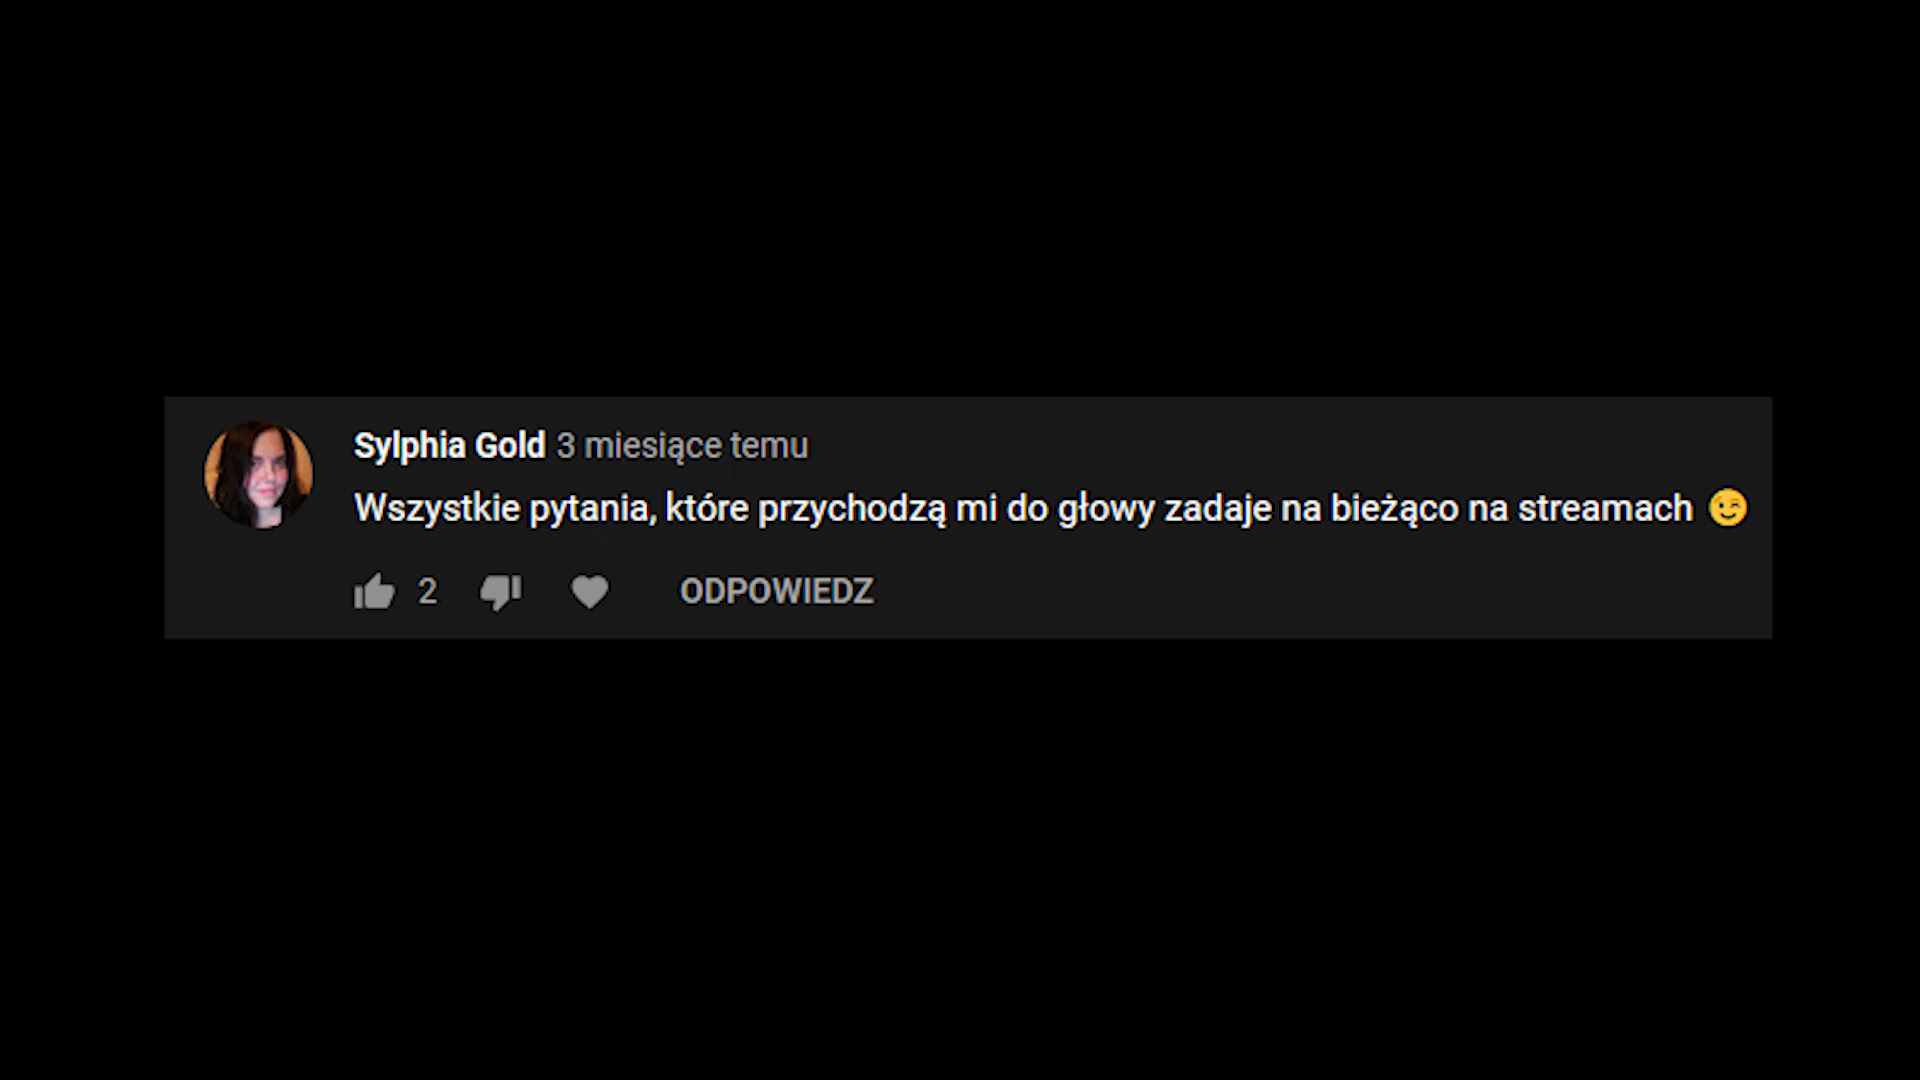 Sylphia Gold 3 miesiące temu
Wszystkie pytania, które przychodzą mi do głowy zadaje na bieżąco na streamach 😉
2 ODPOWIEDZ